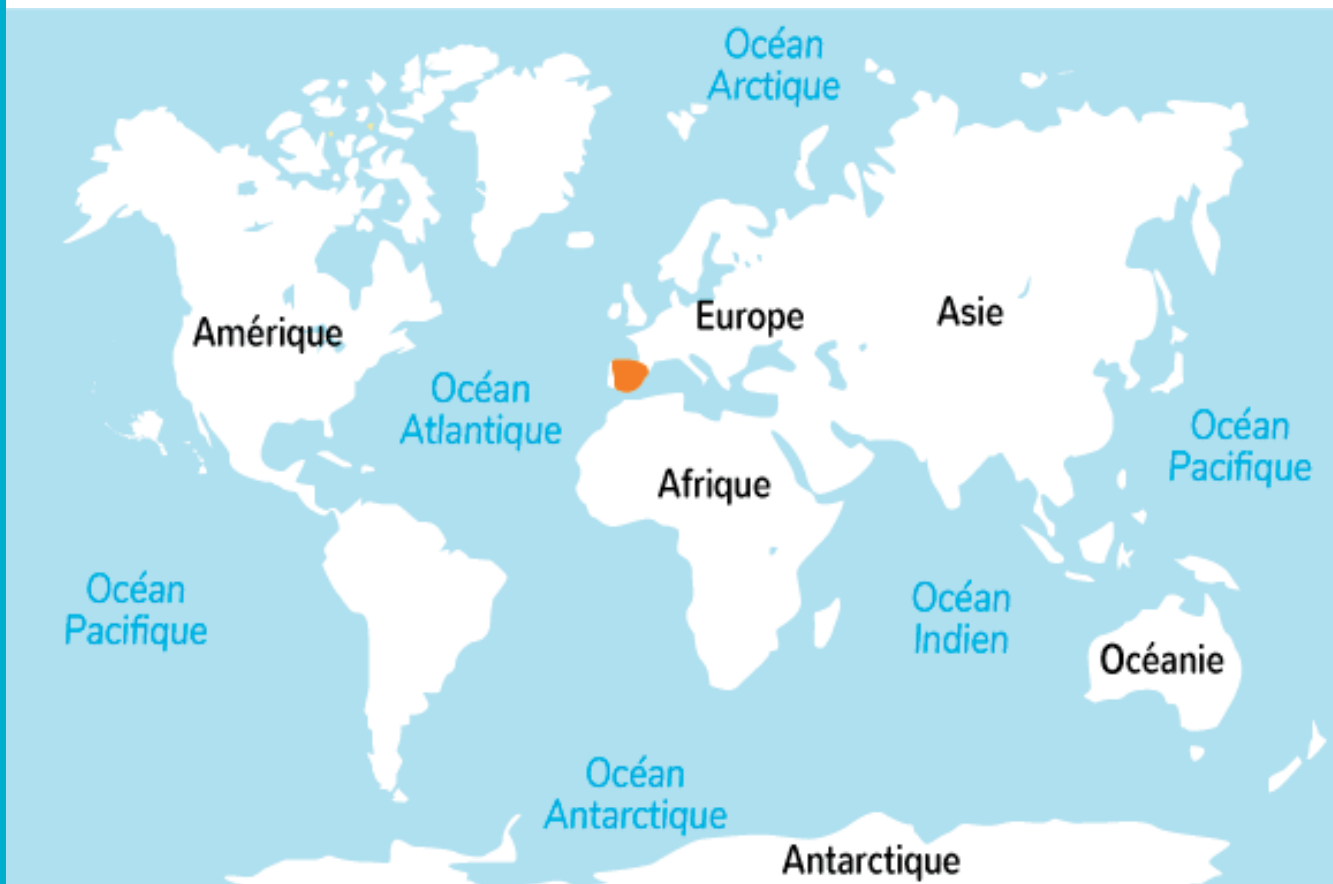 Océan
Arctique
Europe
Asie
Amérique
Océan
Atlantique
Océan
Pacifique
Afrique
Océan
Pacifique
Océan
Indien
Océanie
Océan
Antarctique
Antarctique